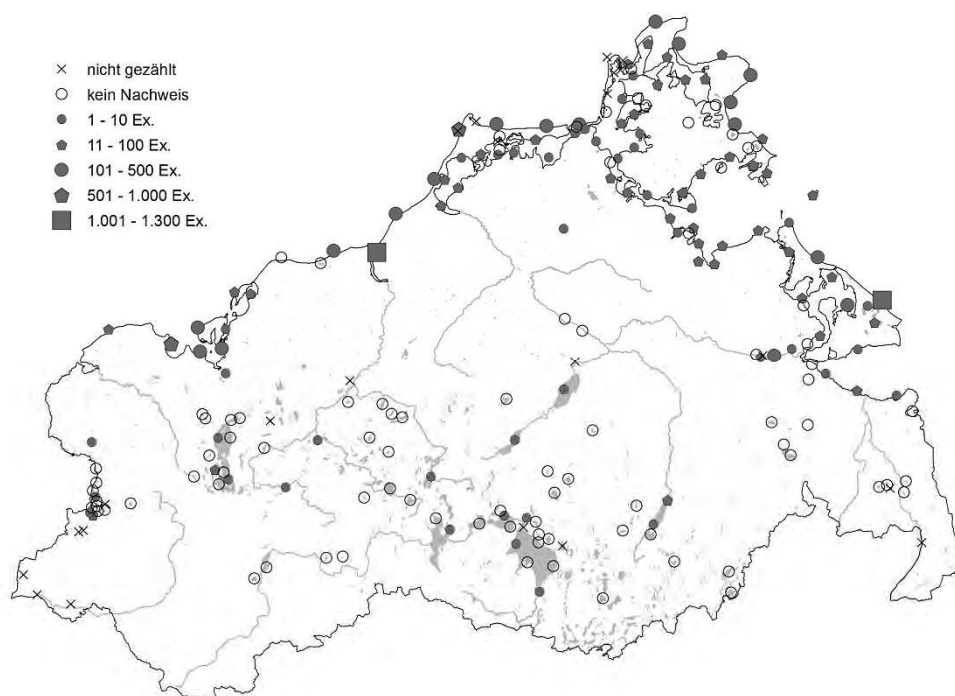 nicht gezählt
kein Nachweis
1 - 10 Ex.
11 - 100 Ex.
101 - 500 Ex.
501 - 1.000 Ex.
1.001 - 1.300 Ex.